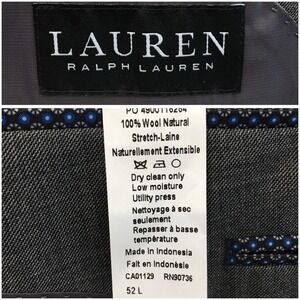 LAUREN
RALPH LAUREN
PO 4900116264
100% Wool Natural
Stretch-Laine
Naturellement Extensible
Dry clean only
Low moisture
Utility press
Nettoyage à sec
seulement
Repasser à basse
température
Made in Indonesia
Fait en Indonésie
CA01129 RN90736
52 L